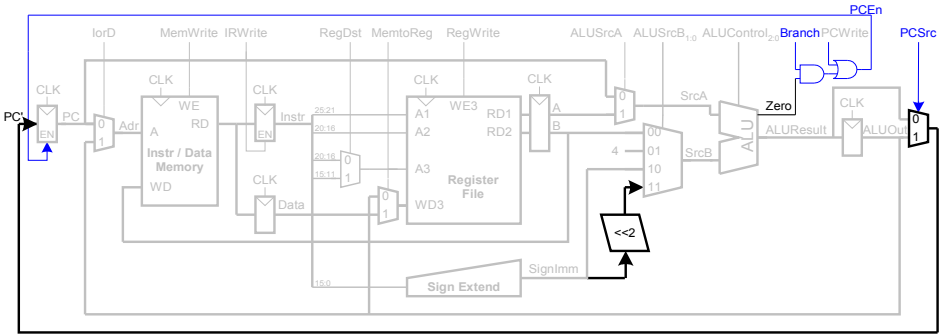 PCEn
IorD MemWrite IRWrite RegDst MemtoReg RegWrite ALUSrcA ALUSrcB1:0 ALUControl2:0 Branch PCWrite PCSrc
CLK CLK CLK CLK CLK CLK
PC' PC EN
0
1
Adr
WE
A RD
Instr / Data
Memory
WD
EN
Instr
25:21
20:16
20:16
15:11
15:0
0
1
CLK
Data
0
1
WE3
A1 RD1
A2 RD2
A3
Register
File
WD3
A
B
0
1
SrcA
4
00
01
10
11
SrcB
<<2
SignImm
Sign Extend
ALU
Zero
ALUResult
ALUOut
0
1